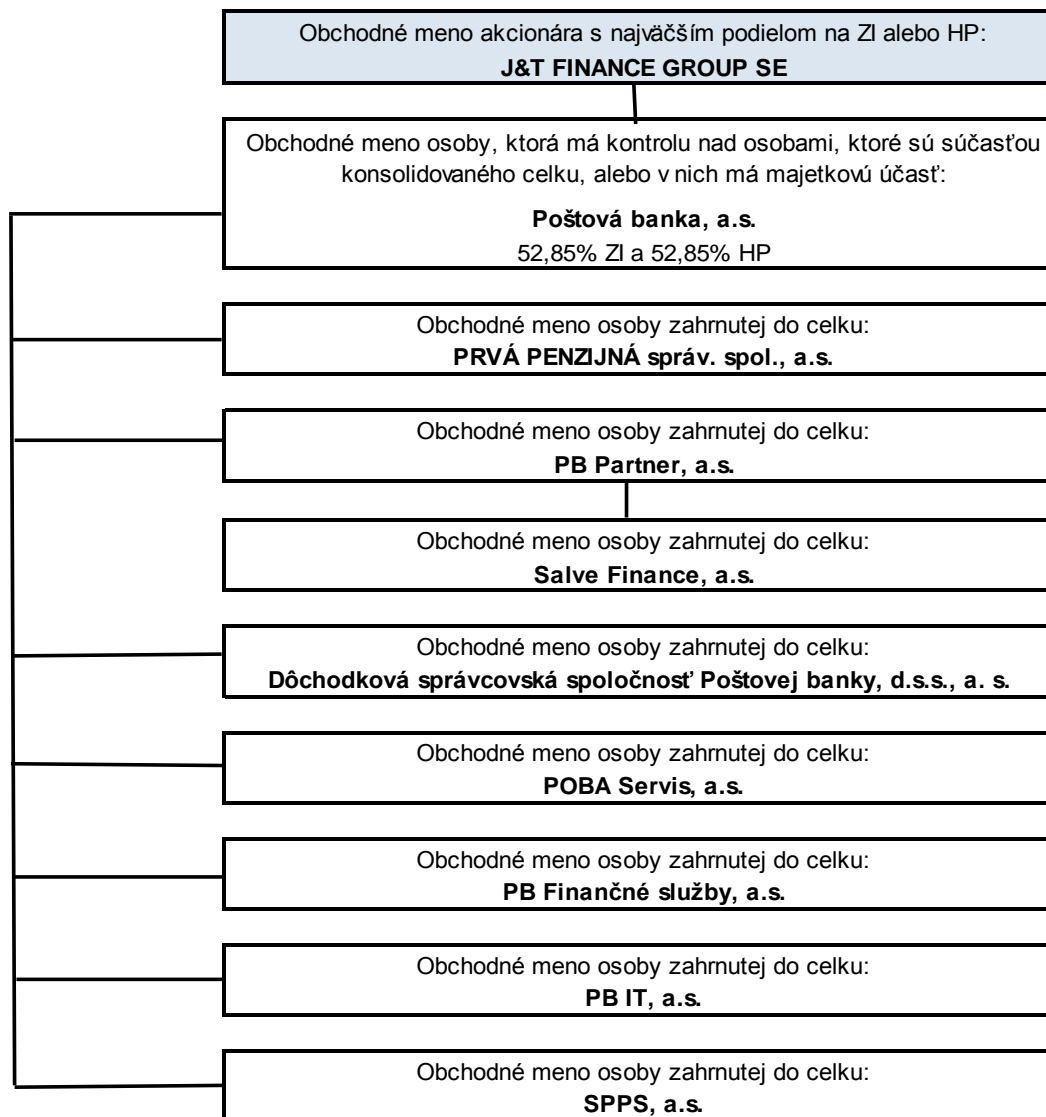 Obchodné meno akcionára s najväčším podielom na ZI alebo HP:
J&T FINANCE GROUP SE
Obchodné meno osoby, ktorá má kontrolu nad osobami, ktoré sú súčasťou
konsolidovaného celku, alebo v nich má majetkovú účasť:
Poštová banka, a.s.
52,85% ZI a 52,85% HP
Obchodné meno osoby zahrnutej do celku:
PRVÁ PENZIJNÁ správ. spol., a.s.
Obchodné meno osoby zahrnutej do celku:
PB Partner, a.s.
Obchodné meno osoby zahrnutej do celku:
Salve Finance, a.s.
Obchodné meno osoby zahrnutej do celku:
Dôchodková správcovská spoločnosť Poštovej banky, d.s.s., a. s.
Obchodné meno osoby zahrnutej do celku:
POBA Servis, a.s.
Obchodné meno osoby zahrnutej do celku:
PB Finančné služby, a.s.
Obchodné meno osoby zahrnutej do celku:
PB IT, a.s.
Obchodné meno osoby zahrnutej do celku:
SPPS, a.s.